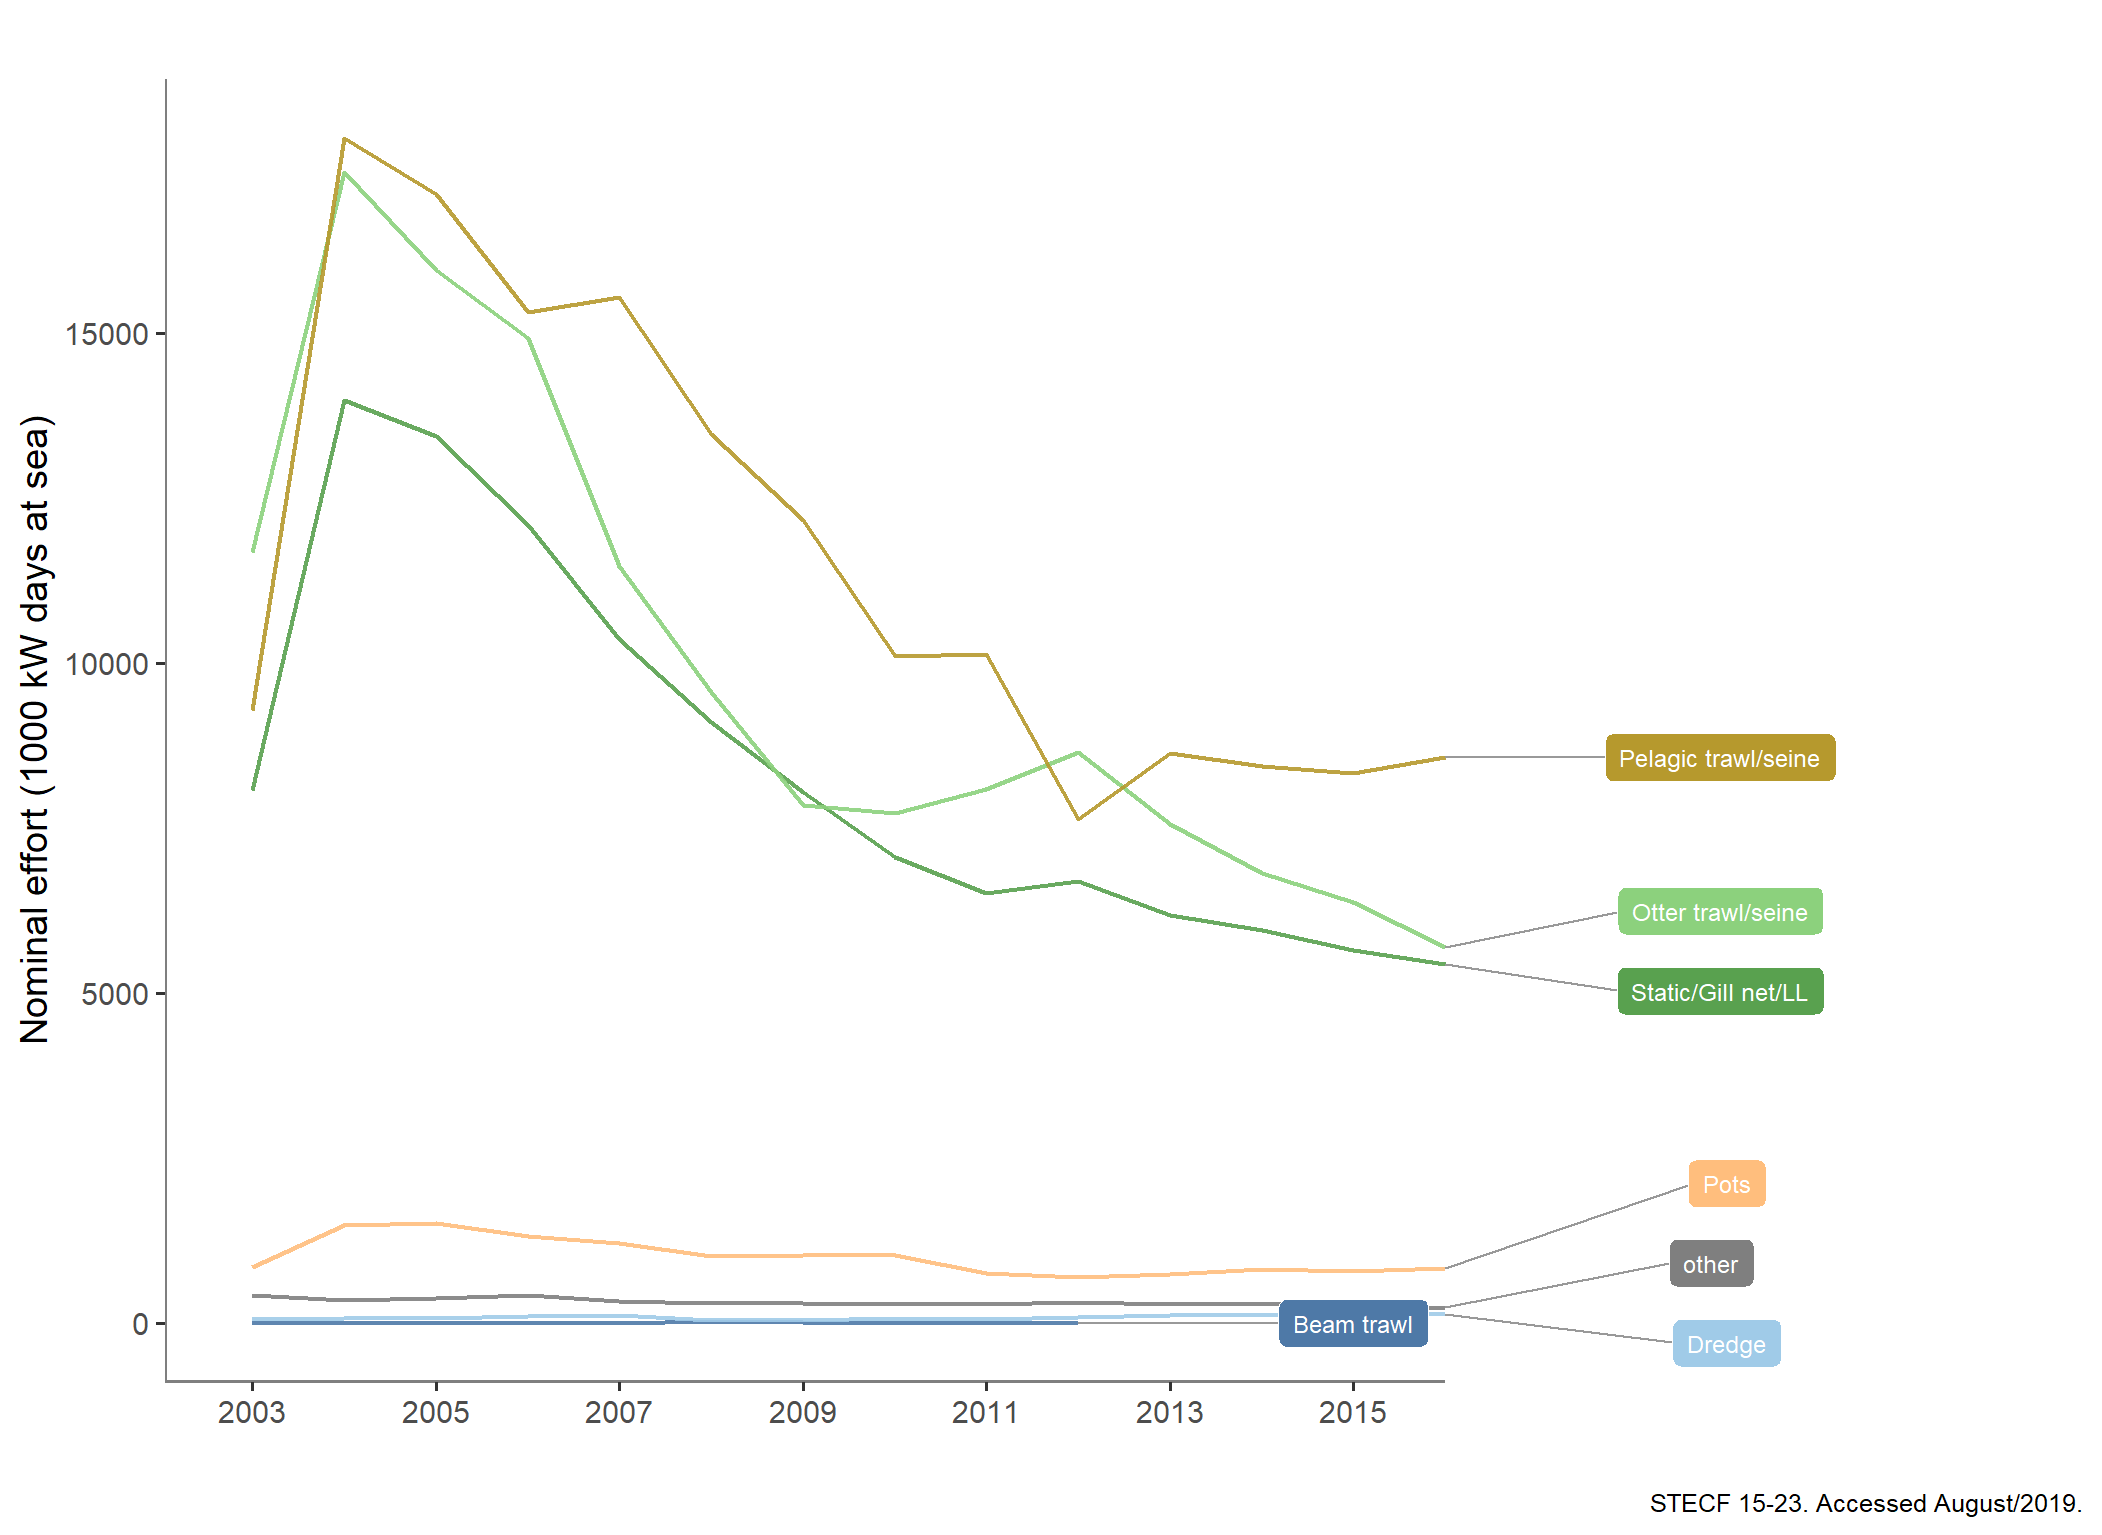 Nominal effort (1000 kW days at sea)
15000
10000
5000
0
2003 2005 2007 2009 2011 2013 2015
Pelagic trawl/seine
Otter trawl/seine
Static/Gill net/LL
Pots
other
Beam trawl
Dredge
STECF 15-23. Accessed August/2019.